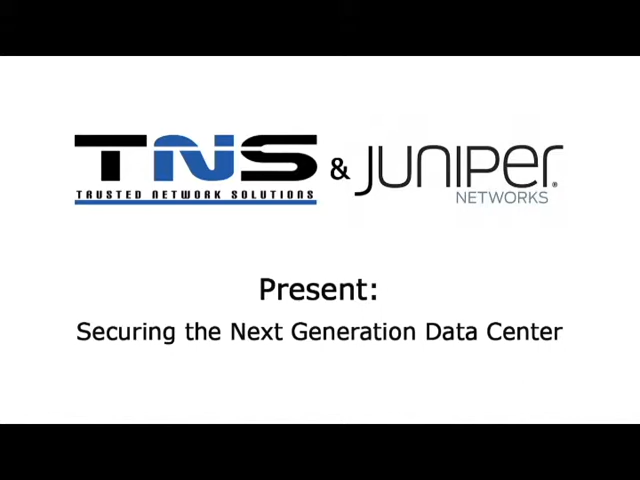 TNS & JUNIPER
TRUSTED NETWORK SOLUTIONS
NETWORKS
Present:
Securing the Next Generation Data Center